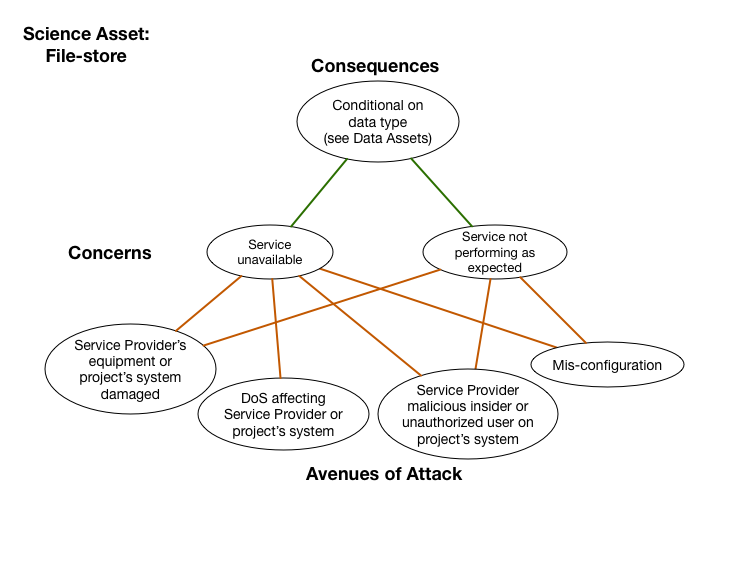 Science Asset:
File-store
Consequences
Conditional on
data type
(see Data Assets)
Concerns
Service
unavailable
Service not
performing as
expected
Service Provider’s
equipment or
project’s system
damaged
DoS affecting
Service Provider or
project’s system
Service Provider
malicious insider or
unauthorized user on
project’s system
Mis-configuration
Avenues of Attack